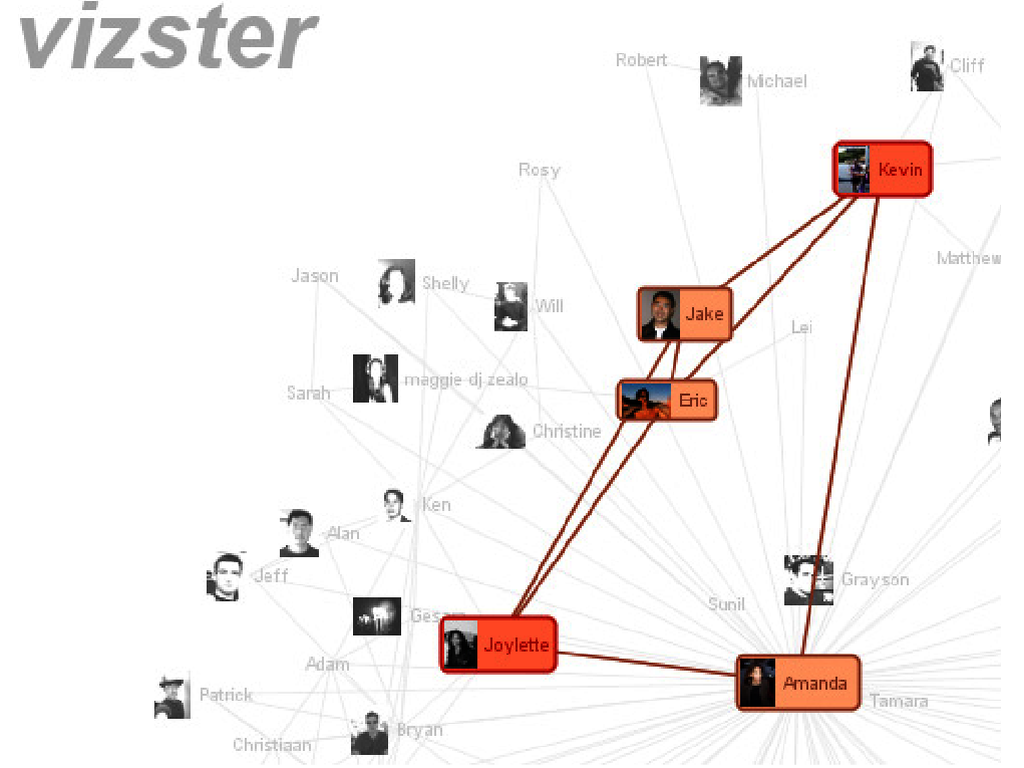 vizster
Robert
Michael
Cliff
Kevin
Rosy
Matthew
Jason
Shelly
Will
Jake
Lei
Sarah
maggie dj zealo
Eric
Christine
Ken
Alan
Jeff
Grayson
Sunil
Joylette
Adam
Amanda
Patrick
Tamara
Bryan
Christiaan